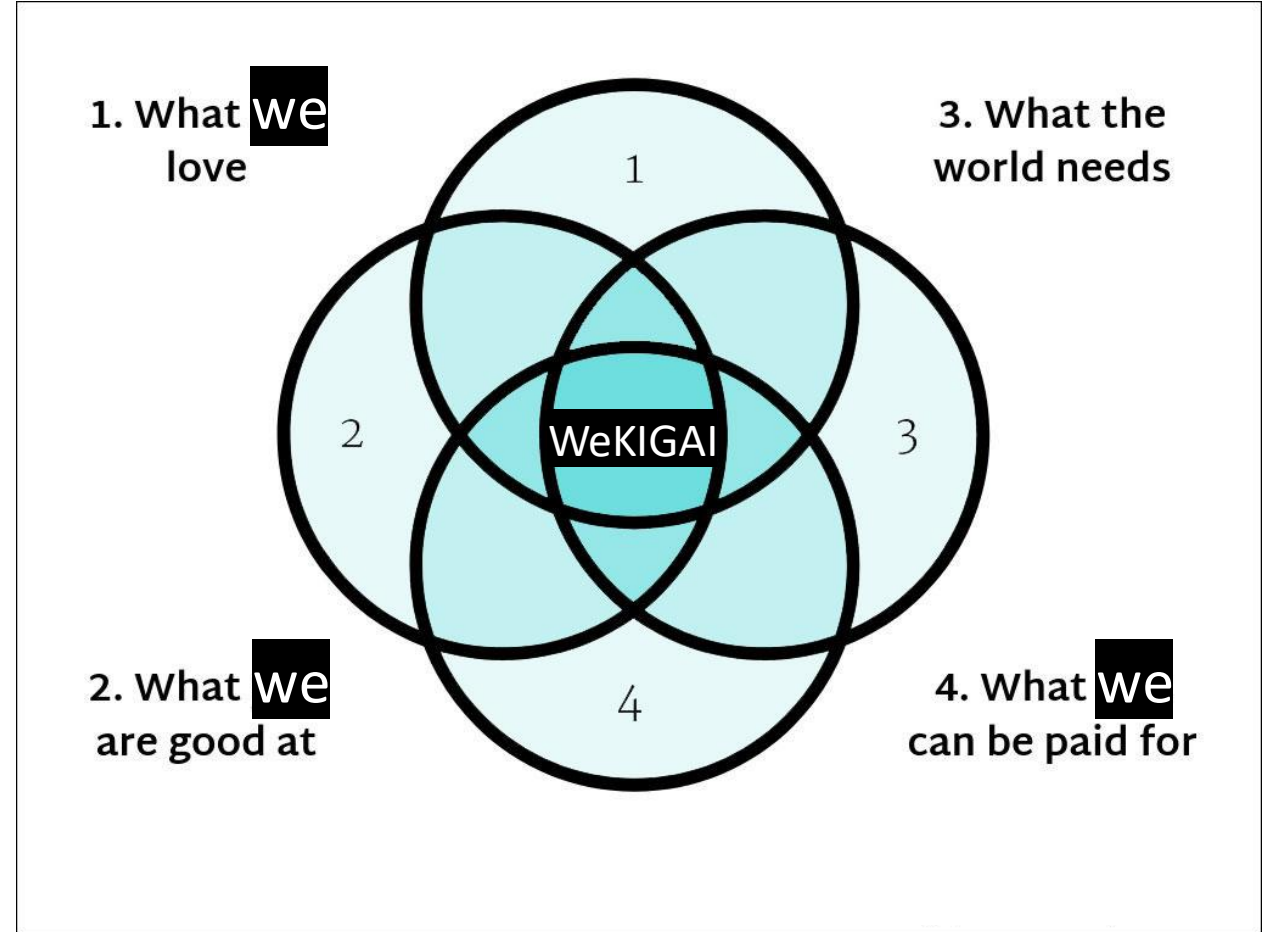 1. What we
love
3. What the
world needs
1
2
WeKIGAI
3
2. What we
are good at
4
4. What we
can be paid for